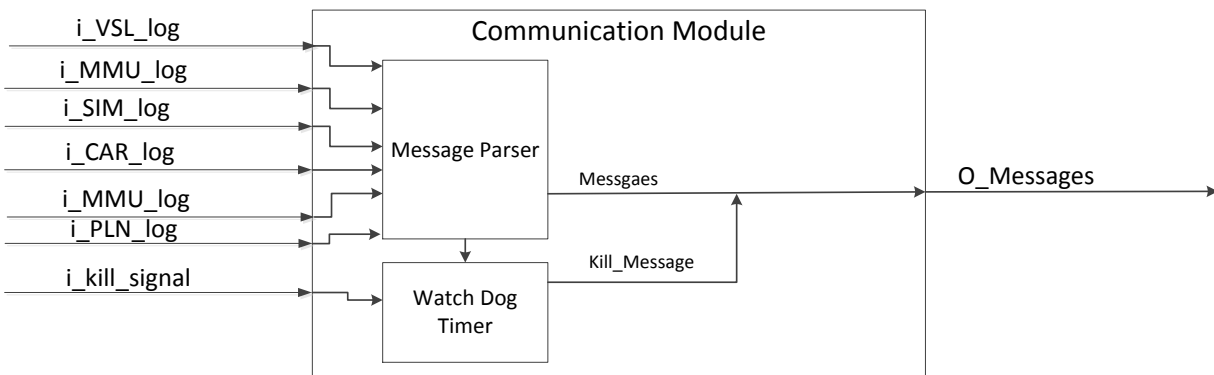 Communication Module
i_VSL_log
i_MMU_log
i_SIM_log
i_CAR_log
i_MMU_log
i_PLN_log
i_kill_signal
Message Parser
Messgaes
O_Messages
Kill_Message
Watch Dog
Timer